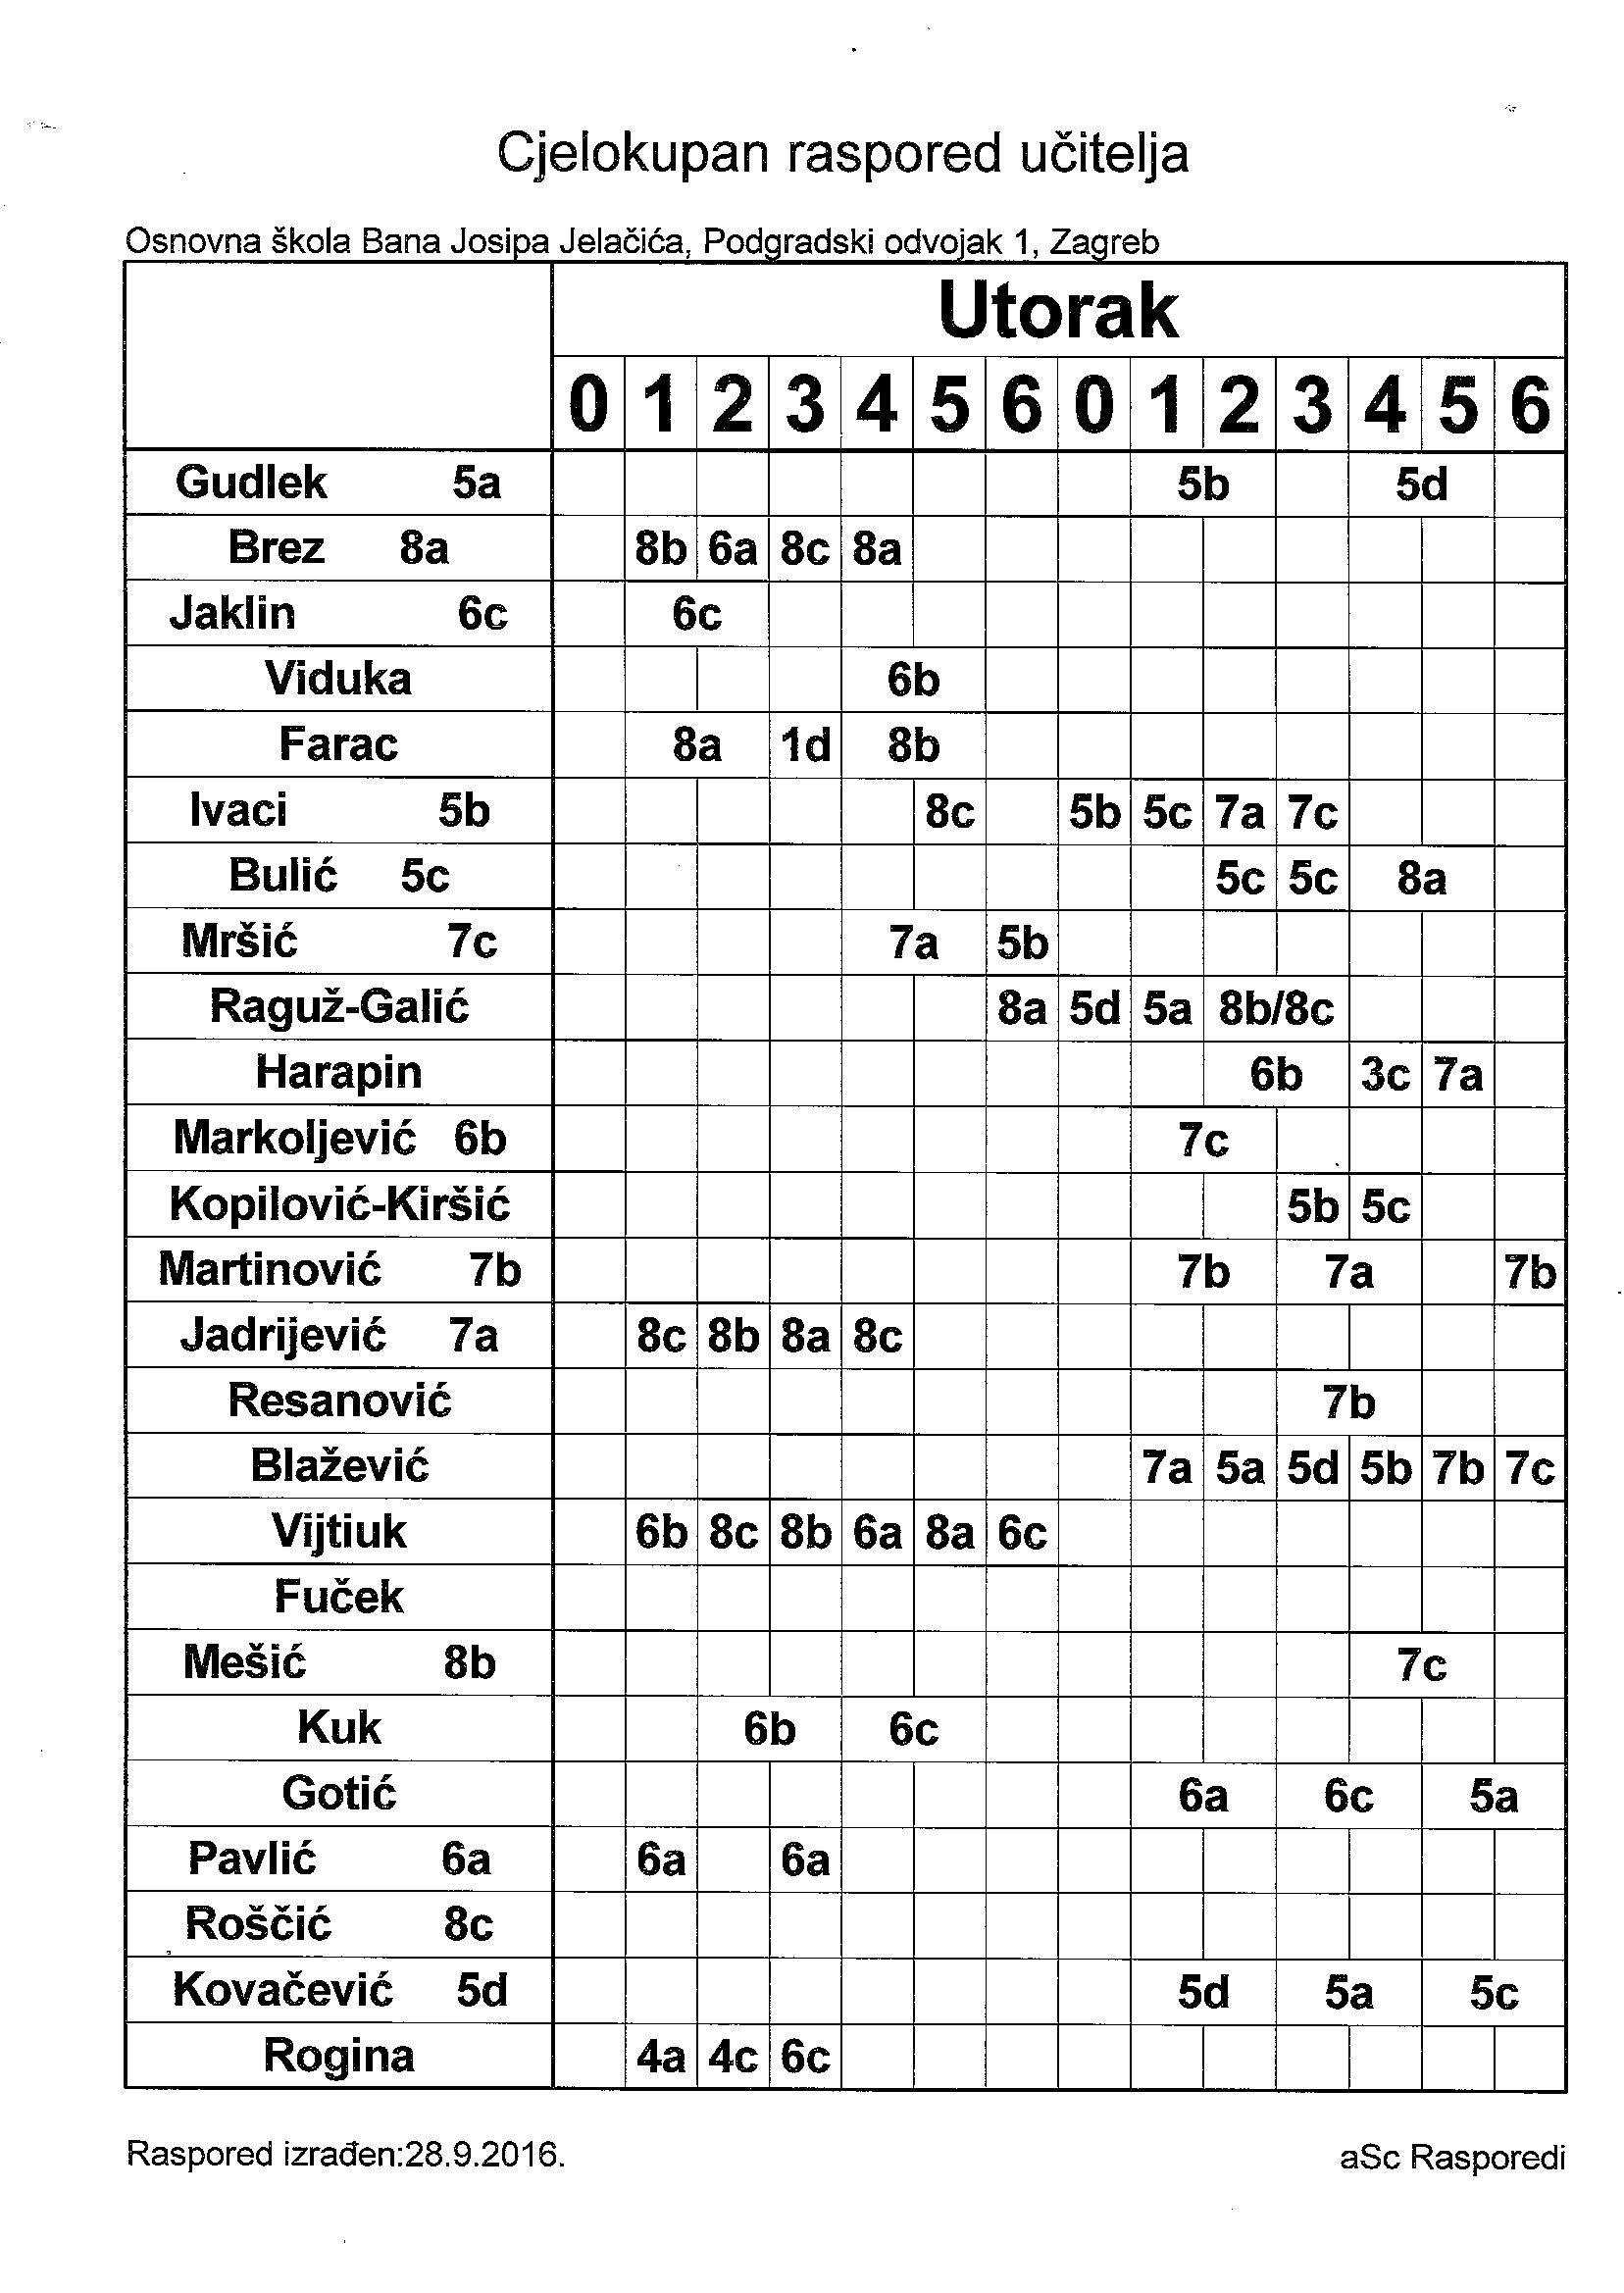 Cjelokupan raspored učitelja
Osnovna škola Bana Josipa Jelačića, Podgradski odvojak 1, Zagreb
Utorak
0 1 2 3 4 5 6 0 1 2 3 4 5 6
Gudlek 5a 5b 5d
Brez 8a 8b 6a 8c 8a
Jaklin 6c 6c
Viduka 6b
Farac 8a 1d 8b
Ivaci 5b 8c 5b 5c 7a 7c
Bulić 5c 5c 5c 8a
Mršić 7c 7a 5b
Raguž-Galić 8a 5d 5a 8b/8c
Harapin 6b 3c 7a
Markoljević 6b 7c
Kopilović-Kiršić 5b 5c
Martinović 7b 7b 7a 7b
Jadrijević 7a 8c 8b 8a 8c
Resanović 7b
Blažević 7a 5a 5d 5b 7b 7c
Vijtiuk 6b 8c 8b 6a 8a 6c
Fuček
Mešić 8b 7c
Kuk 6b 6c
Gotić 6a 6c 5a
Pavlić 6a 6a 6a
Roščić 8c
Kovačević 5d 5d 5a 5c
Rogina 4a 4c 6c
Raspored izrađen:28.9.2016. aSc Rasporedi